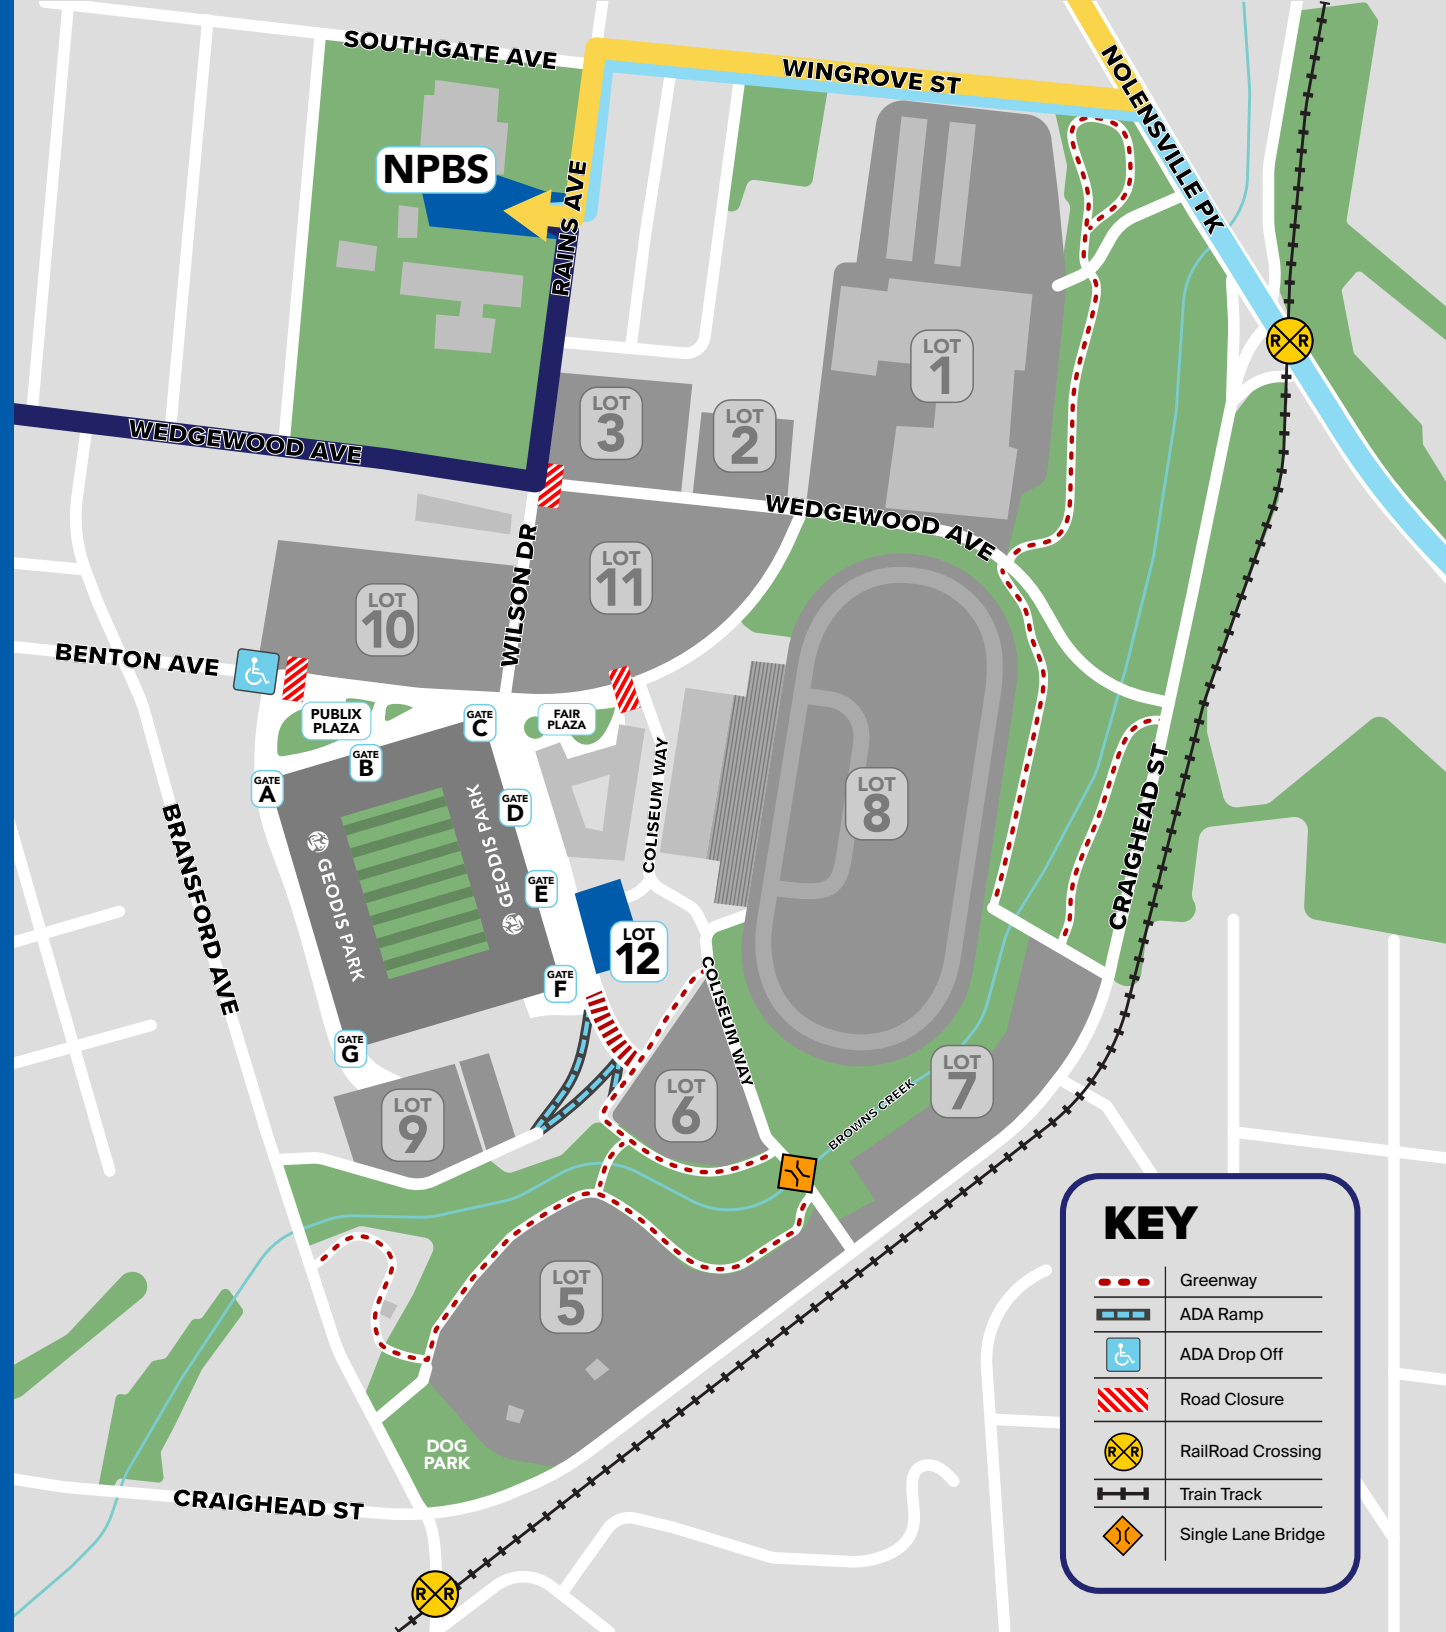 SOUTHGATE AVE
WINGROVE ST
NOLENSVILLE PK
NPBS
RAINS AVE
R R
LOT
1
LOT
3
LOT
2
WEDGEWOOD AVE
WEDGEWOOD AVE
WILSON DR
LOT
11
LOT
10
BENTON AVE
PUBLIX
PLAZA
GATE
C
FAIR
PLAZA
GATE
B
GATE
A
GATE
D
COLISEUM WAY
LOT
8
CRAIGHEAD ST
BRANSFORD AVE
GEODIS PARK
GEODIS PARK
GATE
E
LOT
12
GATE
F
COLISEUM WAY
GATE
G
LOT
9
LOT
6
LOT
7
BROWNS CREEK
LOT
5
DOG
PARK
CRAIGHEAD ST
R R
KEY
Greenway
ADA Ramp
ADA Drop Off
Road Closure
R R
RailRoad Crossing
Train Track
Single Lane Bridge